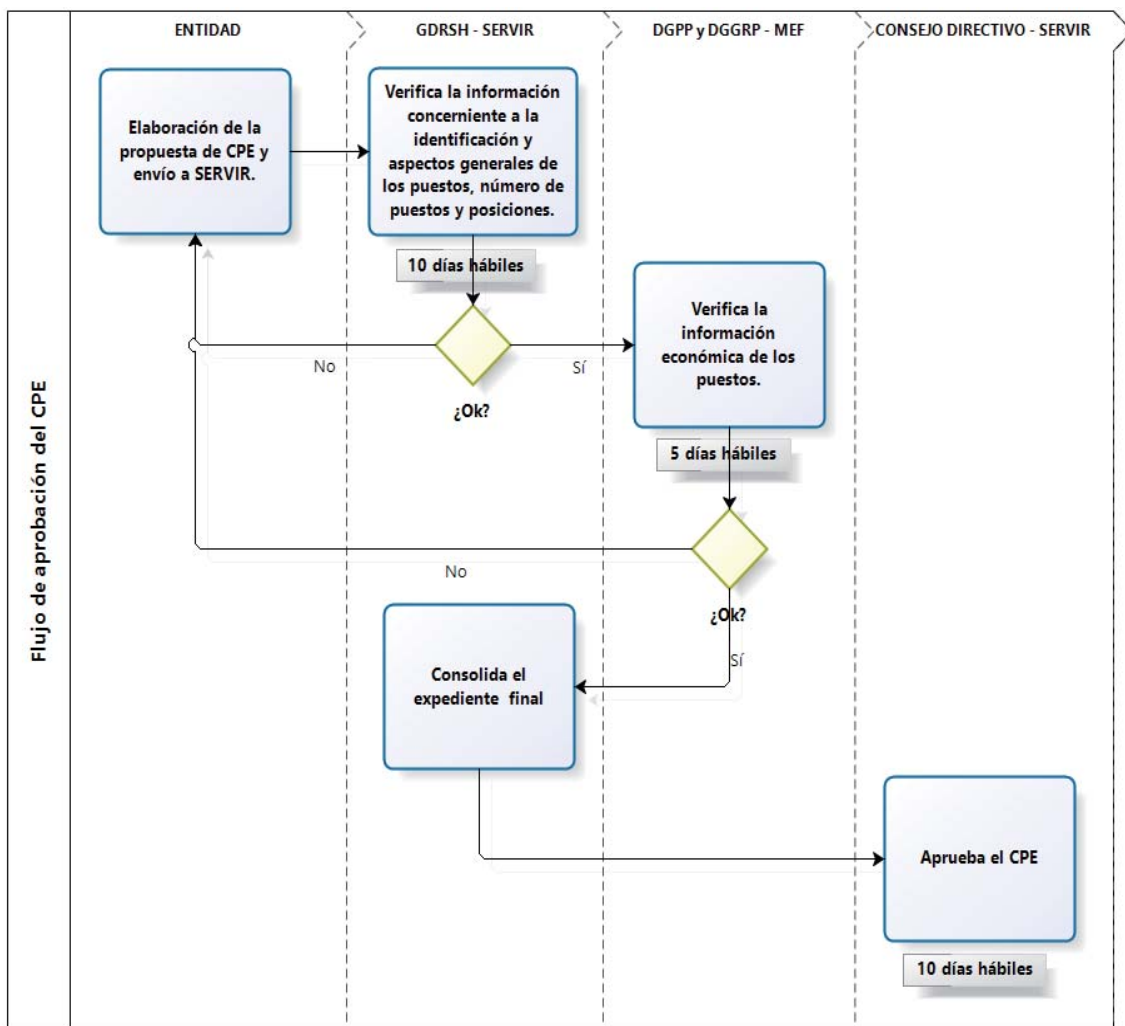 Flujo de aprobación del CPE
ENTIDAD
GDRSH - SERVIR
DGPP y DGGRP - MEF
CONSEJO DIRECTIVO - SERVIR
Elaboración de la
propuesta de CPE y
envío a SERVIR.
Verifica la información
concerniente a la
identificación y
aspectos generales de
los puestos, número de
puestos y posiciones.
10 días hábiles
¿Ok?
No
Sí
Verifica la
información
económica de los
puestos.
5 días hábiles
¿Ok?
No
Sí
Consolida el
expediente final
Aprueba el CPE
10 días hábiles